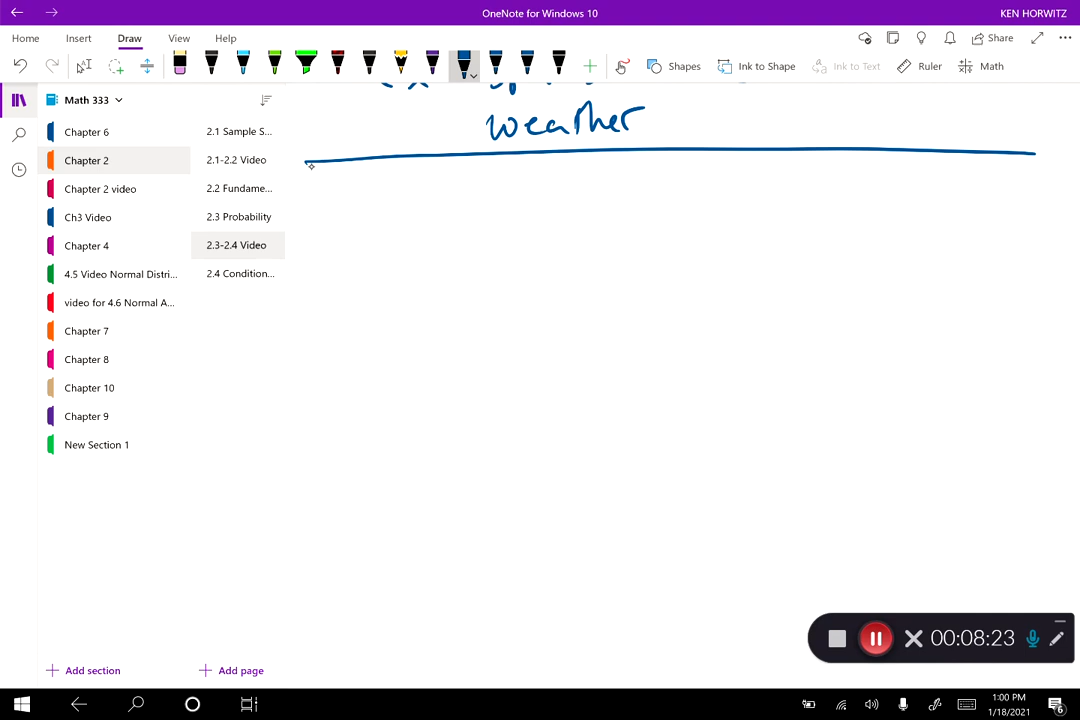 OneNote for Windows 10
KEN HORWITZ
Home
Insert
Draw
View
Help
Share
Shapes
Ink to Shape
Ink to Text
Ruler
Math
Math 333
Chapter 6
Chapter 2
Chapter 2 video
Ch3 Video
Chapter 4
4.5 Video Normal Distri...
video for 4.6 Normal A...
Chapter 7
Chapter 8
Chapter 10
Chapter 9
New Section 1
2.1 Sample S...
2.1-2.2 Video
2.2 Fundame...
2.3 Probability
2.3-2.4 Video
2.4 Condition...
weather
Add section
Add page
00:08:23
1:00 PM
1/18/2021
6